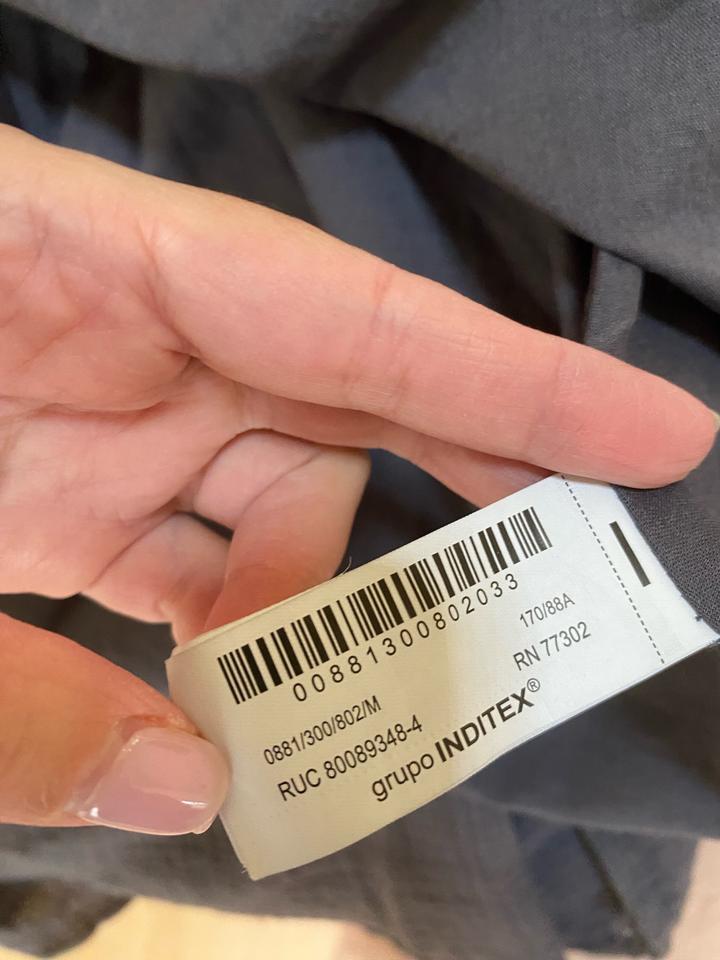 00881300802033
170/88A
0881/300/802/M
RN 77302
RUC 80089348-4
grupo INDITEX®